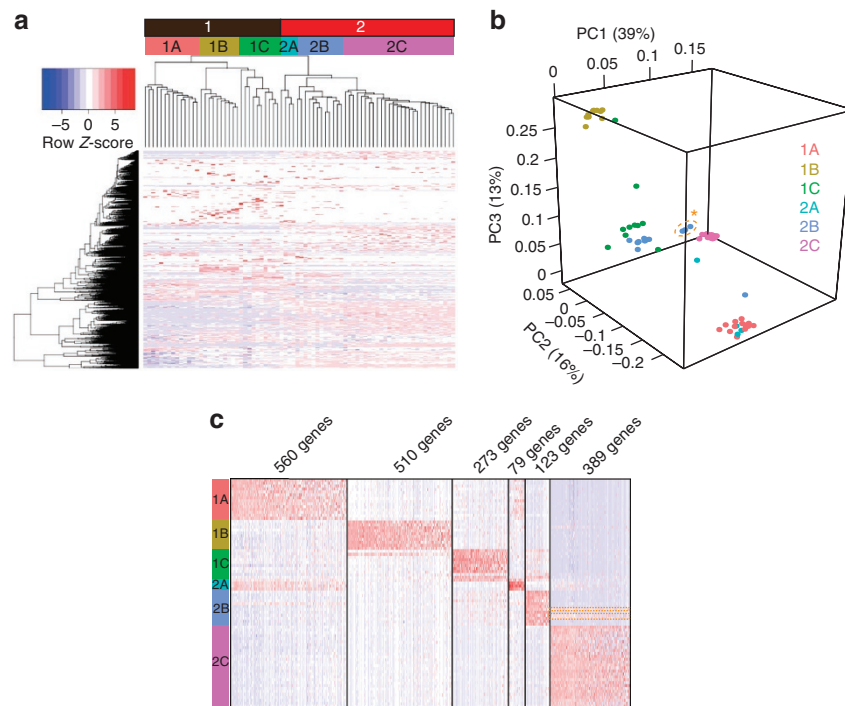 a
1 2
1A 1B 1C 2A 2B 2C
−5 0 5
Row Z-score
b
PC1 (39%)
0 0.05 0.1 0.15
PC3 (13%)
0.25
0.2
0.15
0.1
0.05
0
PC2 (16%)
0.05
0
−0.05
−0.1
−0.15
−0.2
*
1A
1B
1C
2A
2B
2C
c
560 genes 510 genes 273 genes 79 genes 123 genes 389 genes
1A
1B
1C
2A
2B
2C